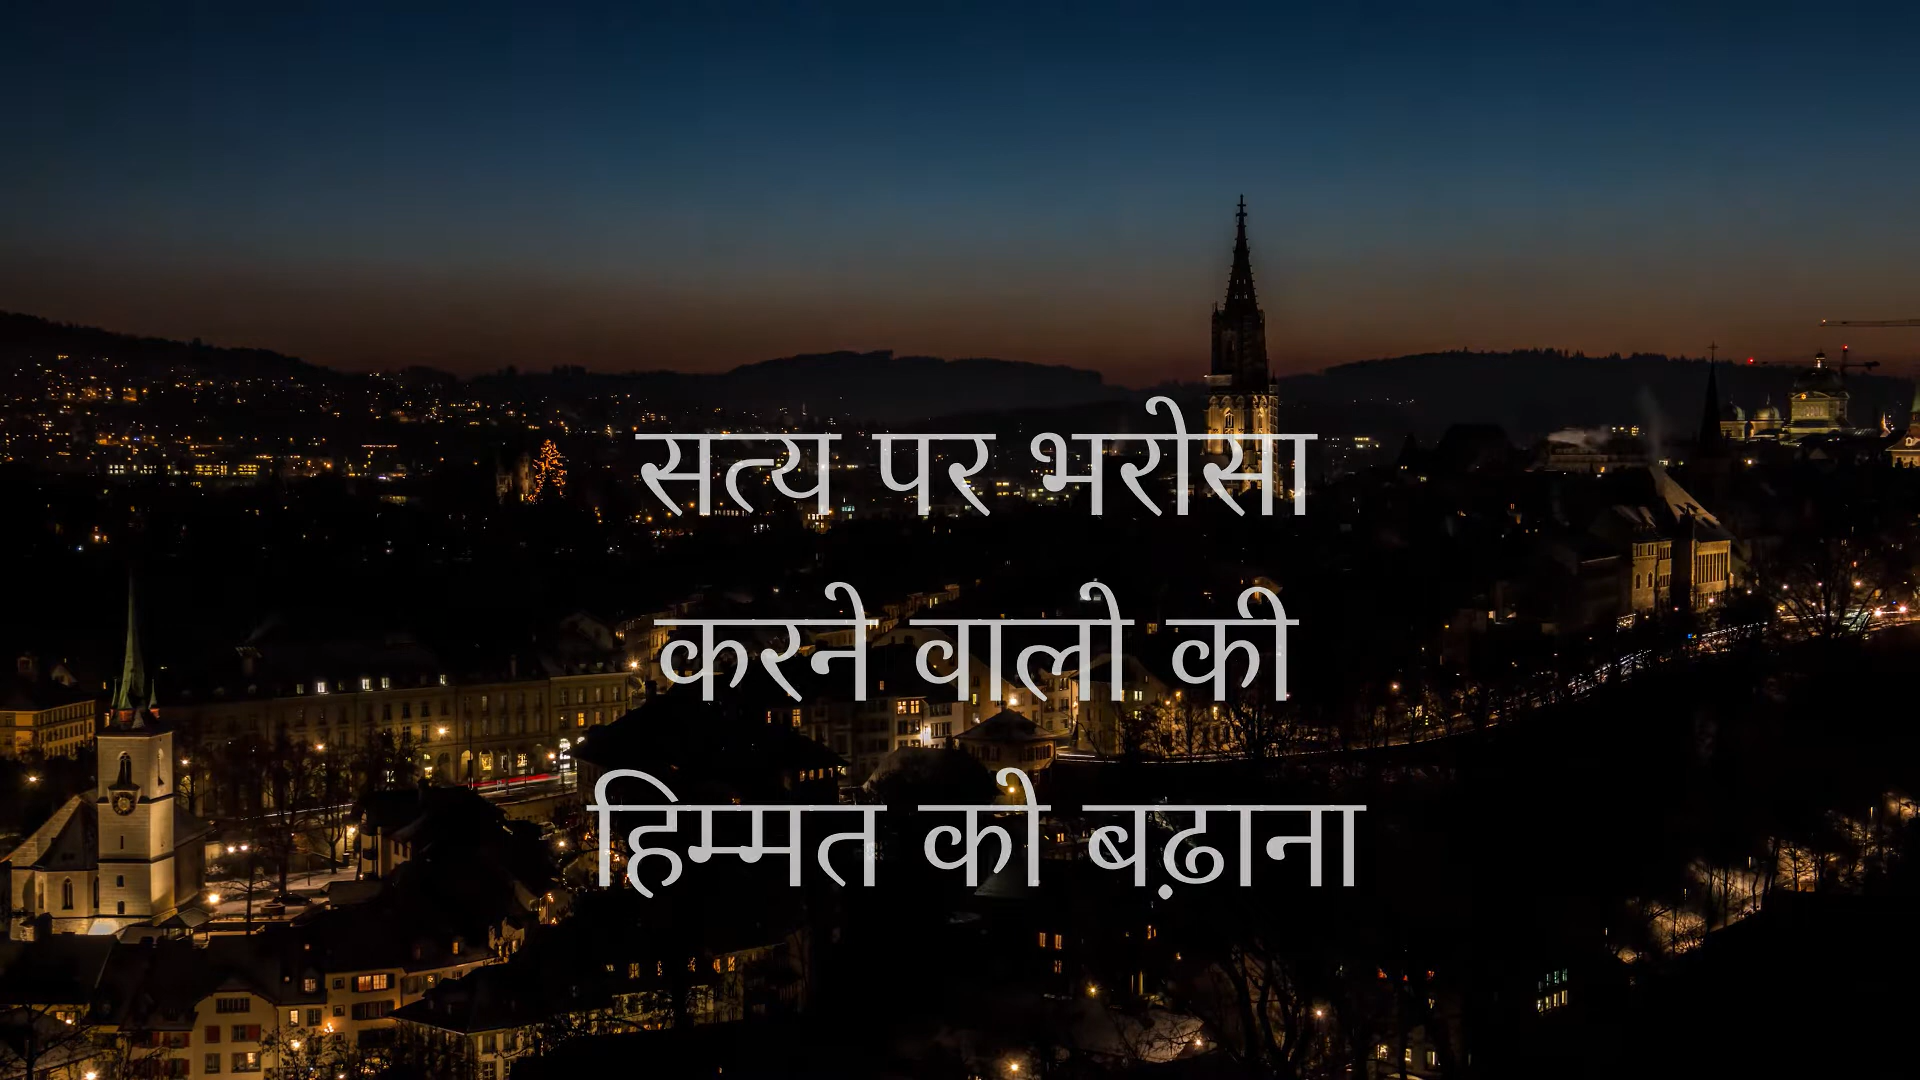 सत्य पर भरोसा
करने वालो की
हिम्मत को बढ़ाना